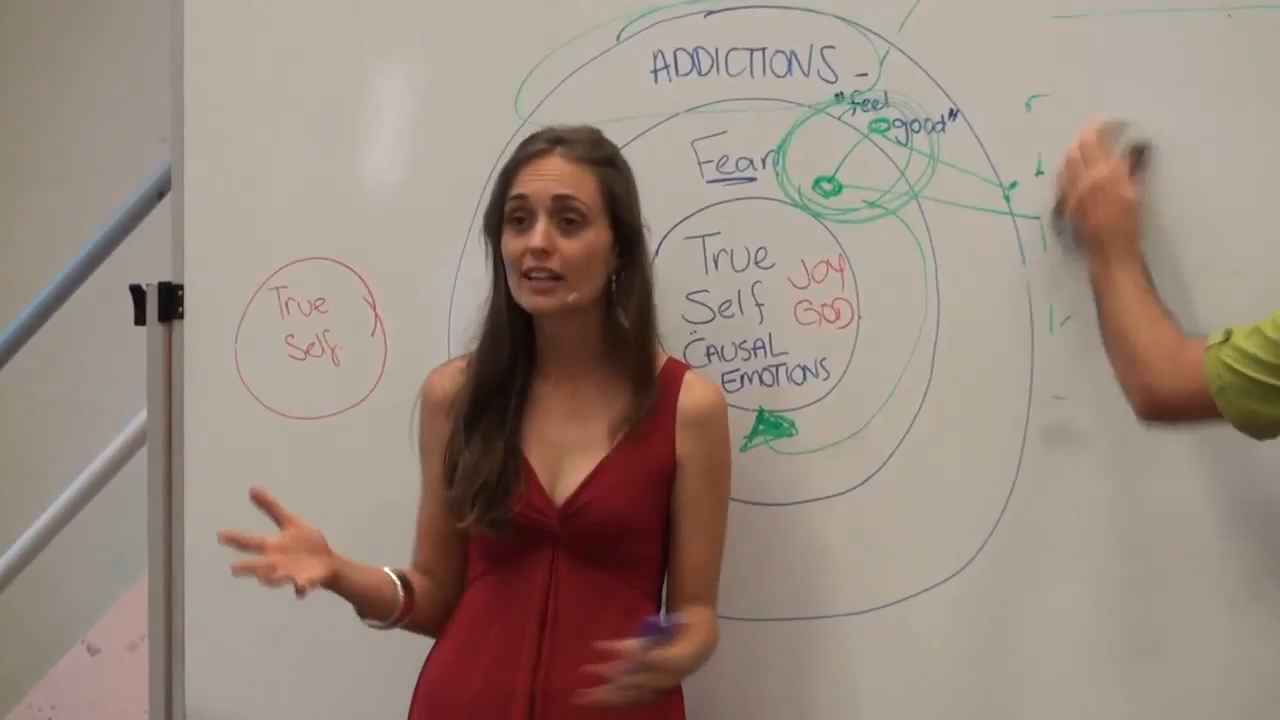 ADDICTIONS -
"feel
good"
Fear
True
Self
JOY
GOD
CAUSAL
EMOTIONS
True
Self